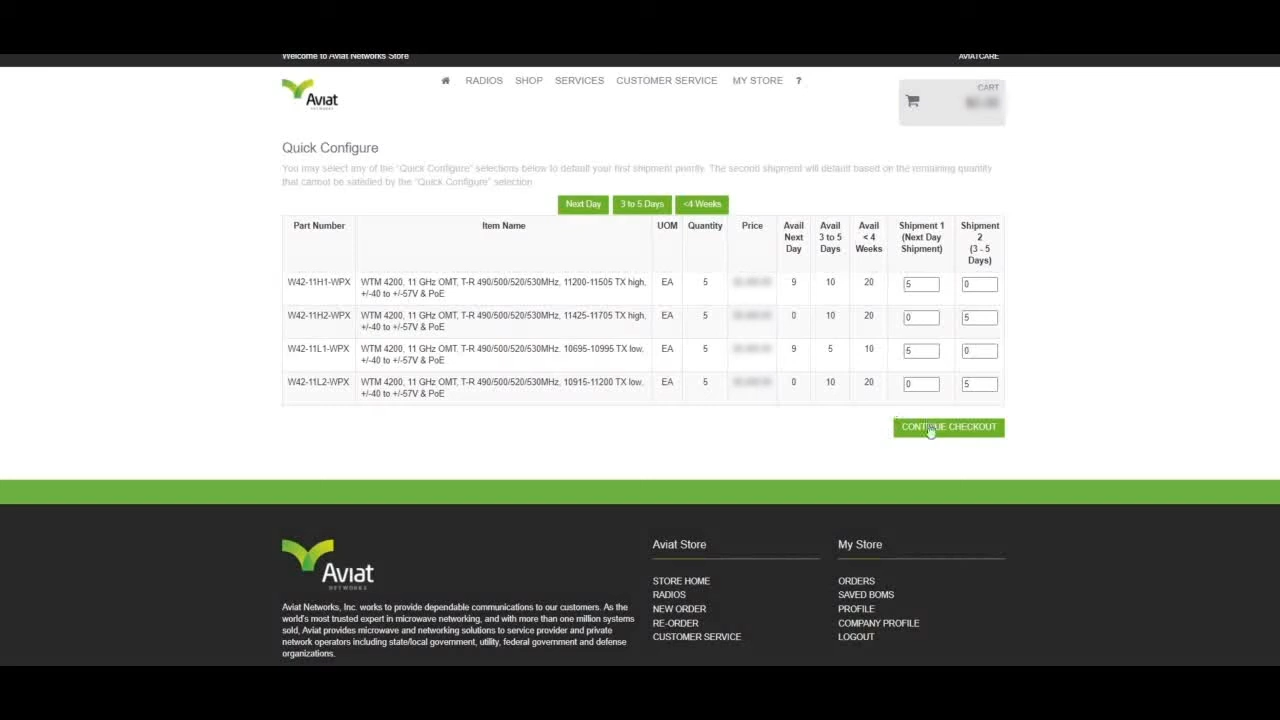 Welcome to Aviat Networks Store
AVIATCARE
Aviat
NETWORKS
RADIOS SHOP SERVICES CUSTOMER SERVICE MY STORE ?
CART
Quick Configure
You may select any of the "Quick Configure" selections below to default your first shipment priority. The second shipment will default based on the remaining quantity
that cannot be satisfied by the "Quick Configure" selection
Next Day 3 to 5 Days <4 Weeks
Part Number Item Name UOM Quantity Price Avail Next Day Avail 3 to 5 Days Avail < 4 Weeks Shipment 1 (Next Day Shipment) Shipment 2 (3 - 5 Days)
W42-11H1-WPX WTM 4200, 11 GHz OMT, T-R 490/500/520/530MHz, 11200-11505 TX high, EA 5 9 10 20 5 0
+/-40 to +/-57V & PoE
W42-11H2-WPX WTM 4200, 11 GHz OMT, T-R 490/500/520/530MHz, 11425-11705 TX high, EA 5 0 10 20 0 5
+/-40 to +/-57V & PoE
W42-11L1-WPX WTM 4200, 11 GHz OMT, T-R 490/500/520/530MHz. 10695-10995 TX low, EA 5 9 5 10 5 0
+/-40 to +/-57V & PoE
W42-11L2-WPX WTM 4200, 11 GHz OMT, T-R 490/500/520/530MHz, 10915-11200 TX low, EA 5 0 10 20 0 5
+/-40 to +/-57V & PoE
CONTINUE CHECKOUT
Aviat
NETWORKS
Aviat Networks, Inc. works to provide dependable communications to our customers. As the
world's most trusted expert in microwave networking, and with more than one million systems
sold, Aviat provides microwave and networking solutions to service provider and private
network operators including state/local government, utility, federal government and defense
organizations.
Aviat Store
STORE HOME
RADIOS
NEW ORDER
RE-ORDER
CUSTOMER SERVICE
My Store
ORDERS
SAVED BOMS
PROFILE
COMPANY PROFILE
LOGOUT